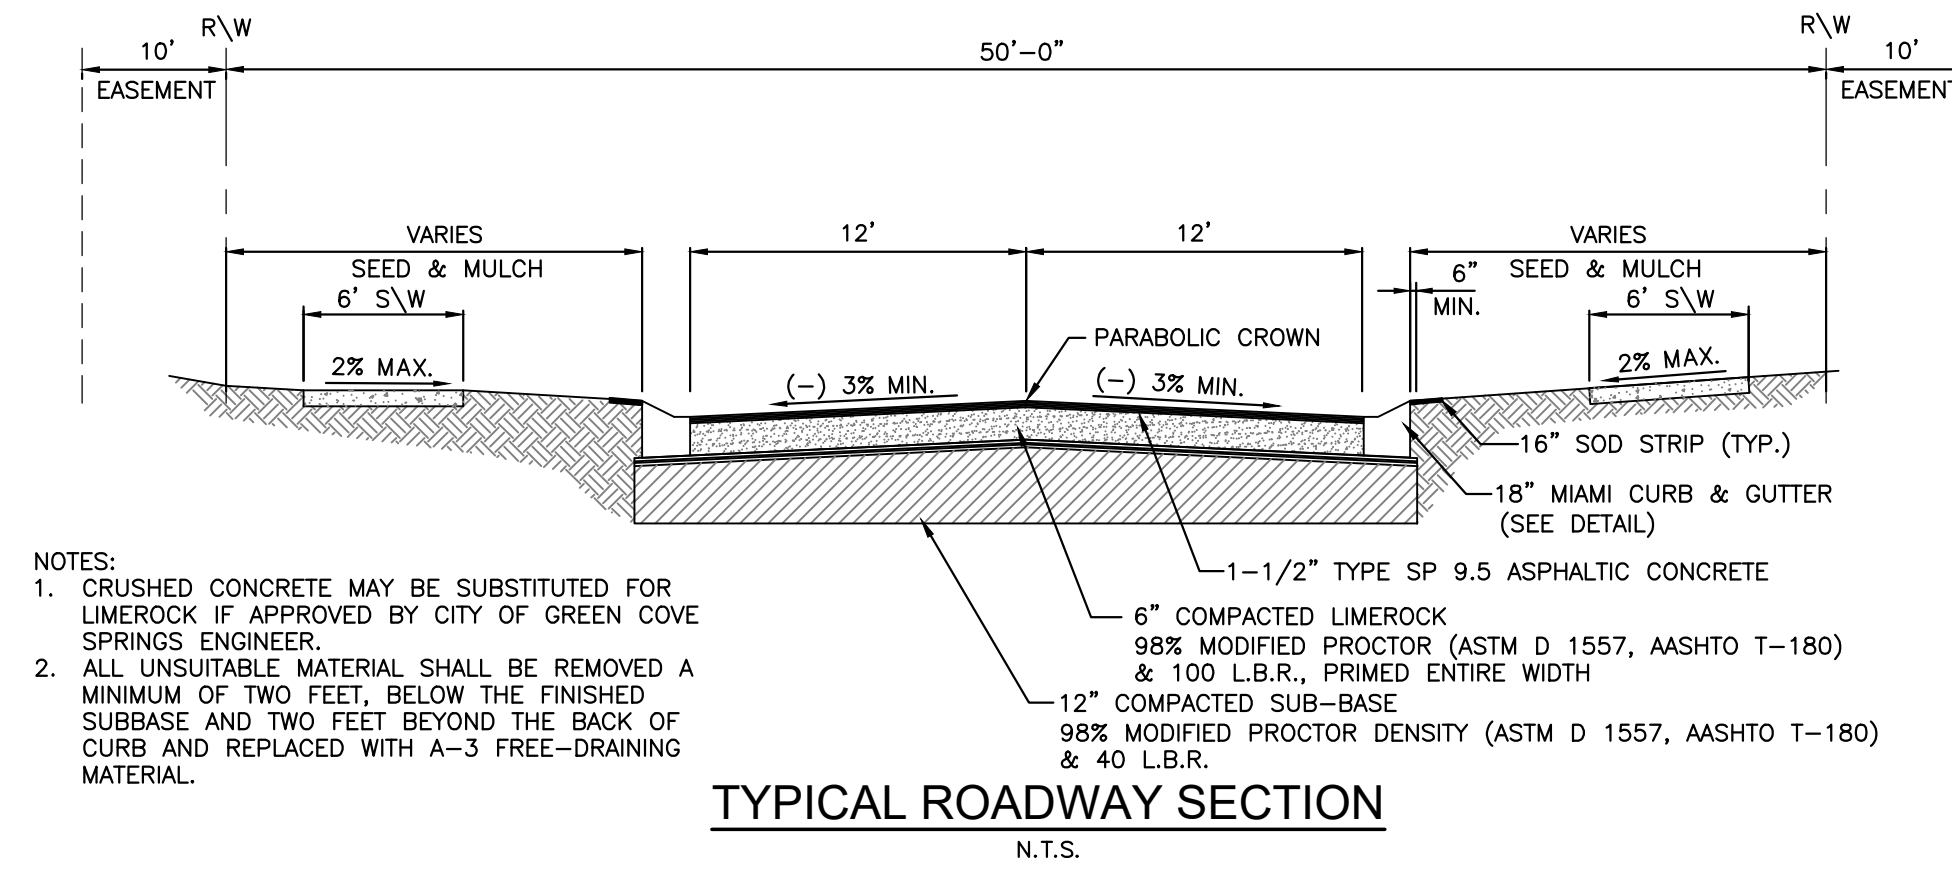 R\W
R\W
10'
50'-0"
10'
EASEMENT
EASEMENT
VARIES
12'
12'
VARIES
SEED & MULCH
6"
SEED & MULCH
6' S\W
MIN.
6' S\W
PARABOLIC CROWN
2% MAX.
(-) 3% MIN.
(-) 3% MIN.
2% MAX.
16" SOD STRIP (TYP.)
18" MIAMI CURB & GUTTER
(SEE DETAIL)
1-1/2" TYPE SP 9.5 ASPHALTIC CONCRETE
6" COMPACTED LIMEROCK
98% MODIFIED PROCTOR (ASTM D 1557, AASHTO T-180)
& 100 L.B.R., PRIMED ENTIRE WIDTH
12" COMPACTED SUB-BASE
98% MODIFIED PROCTOR DENSITY (ASTM D 1557, AASHTO T-180)
& 40 L.B.R.
NOTES:
1. CRUSHED CONCRETE MAY BE SUBSTITUTED FOR
LIMEROCK IF APPROVED BY CITY OF GREEN COVE
SPRINGS ENGINEER.
2. ALL UNSUITABLE MATERIAL SHALL BE REMOVED A
MINIMUM OF TWO FEET, BELOW THE FINISHED
SUBBASE AND TWO FEET BEYOND THE BACK OF
CURB AND REPLACED WITH A-3 FREE-DRAINING
MATERIAL.
TYPICAL ROADWAY SECTION
N.T.S.